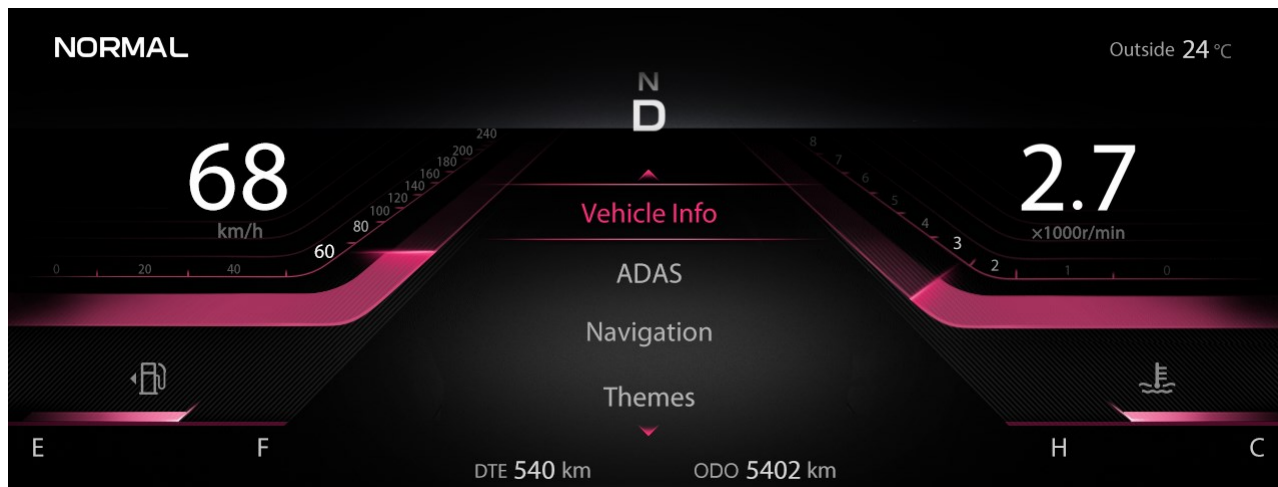 NORMAL
Outside 24 °C
N
D
68
km/h
0 20 40 60 80 100 120 140 160 180 200 240
Vehicle Info
ADAS
Navigation
Themes
2.7
×1000r/min
8 7 6 5 4 3 2 1 0
E F
H C
DTE 540 km
ODO 5402 km